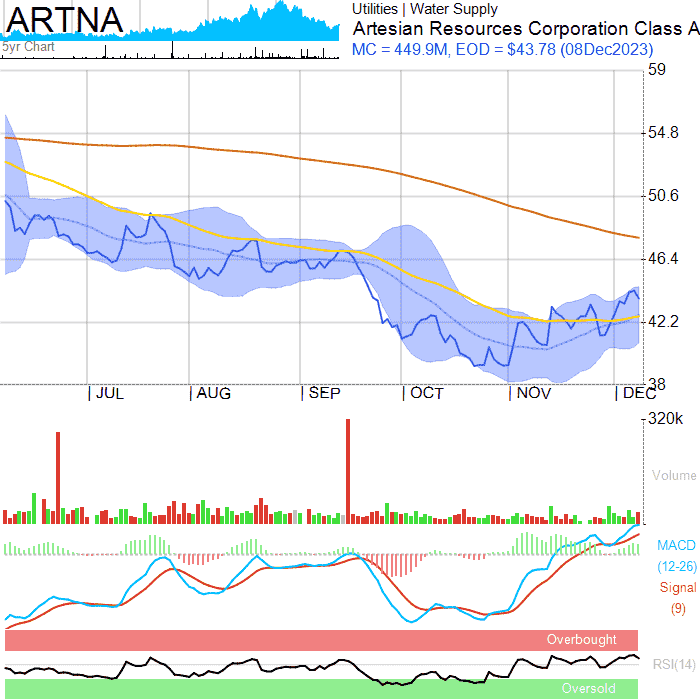 ARTNA
5yr Chart
Utilities | Water Supply
Artesian Resources Corporation Class A
MC = 449.9M, EOD = $43.78 (08Dec2023)
59
54.8
50.6
46.4
42.2
38
JUL
AUG
SEP
OCT
NOV
DEC
320k
Volume
MACD
(12-26)
Signal
(9)
Overbought
RSI(14)
Oversold